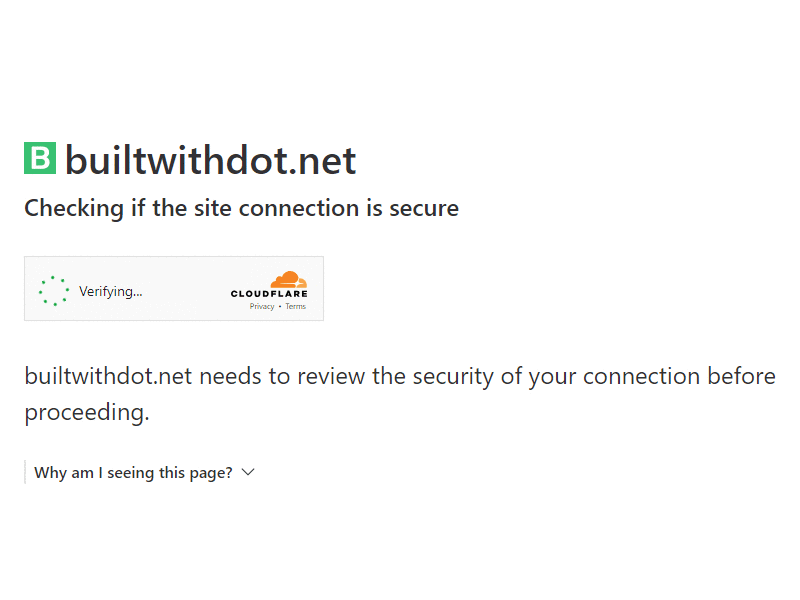 B builtwithdot.net
Checking if the site connection is secure
Verifying...
CLOUDFLARE
Privacy • Terms
builtwithdot.net needs to review the security of your connection before
proceeding.
Why am I seeing this page?